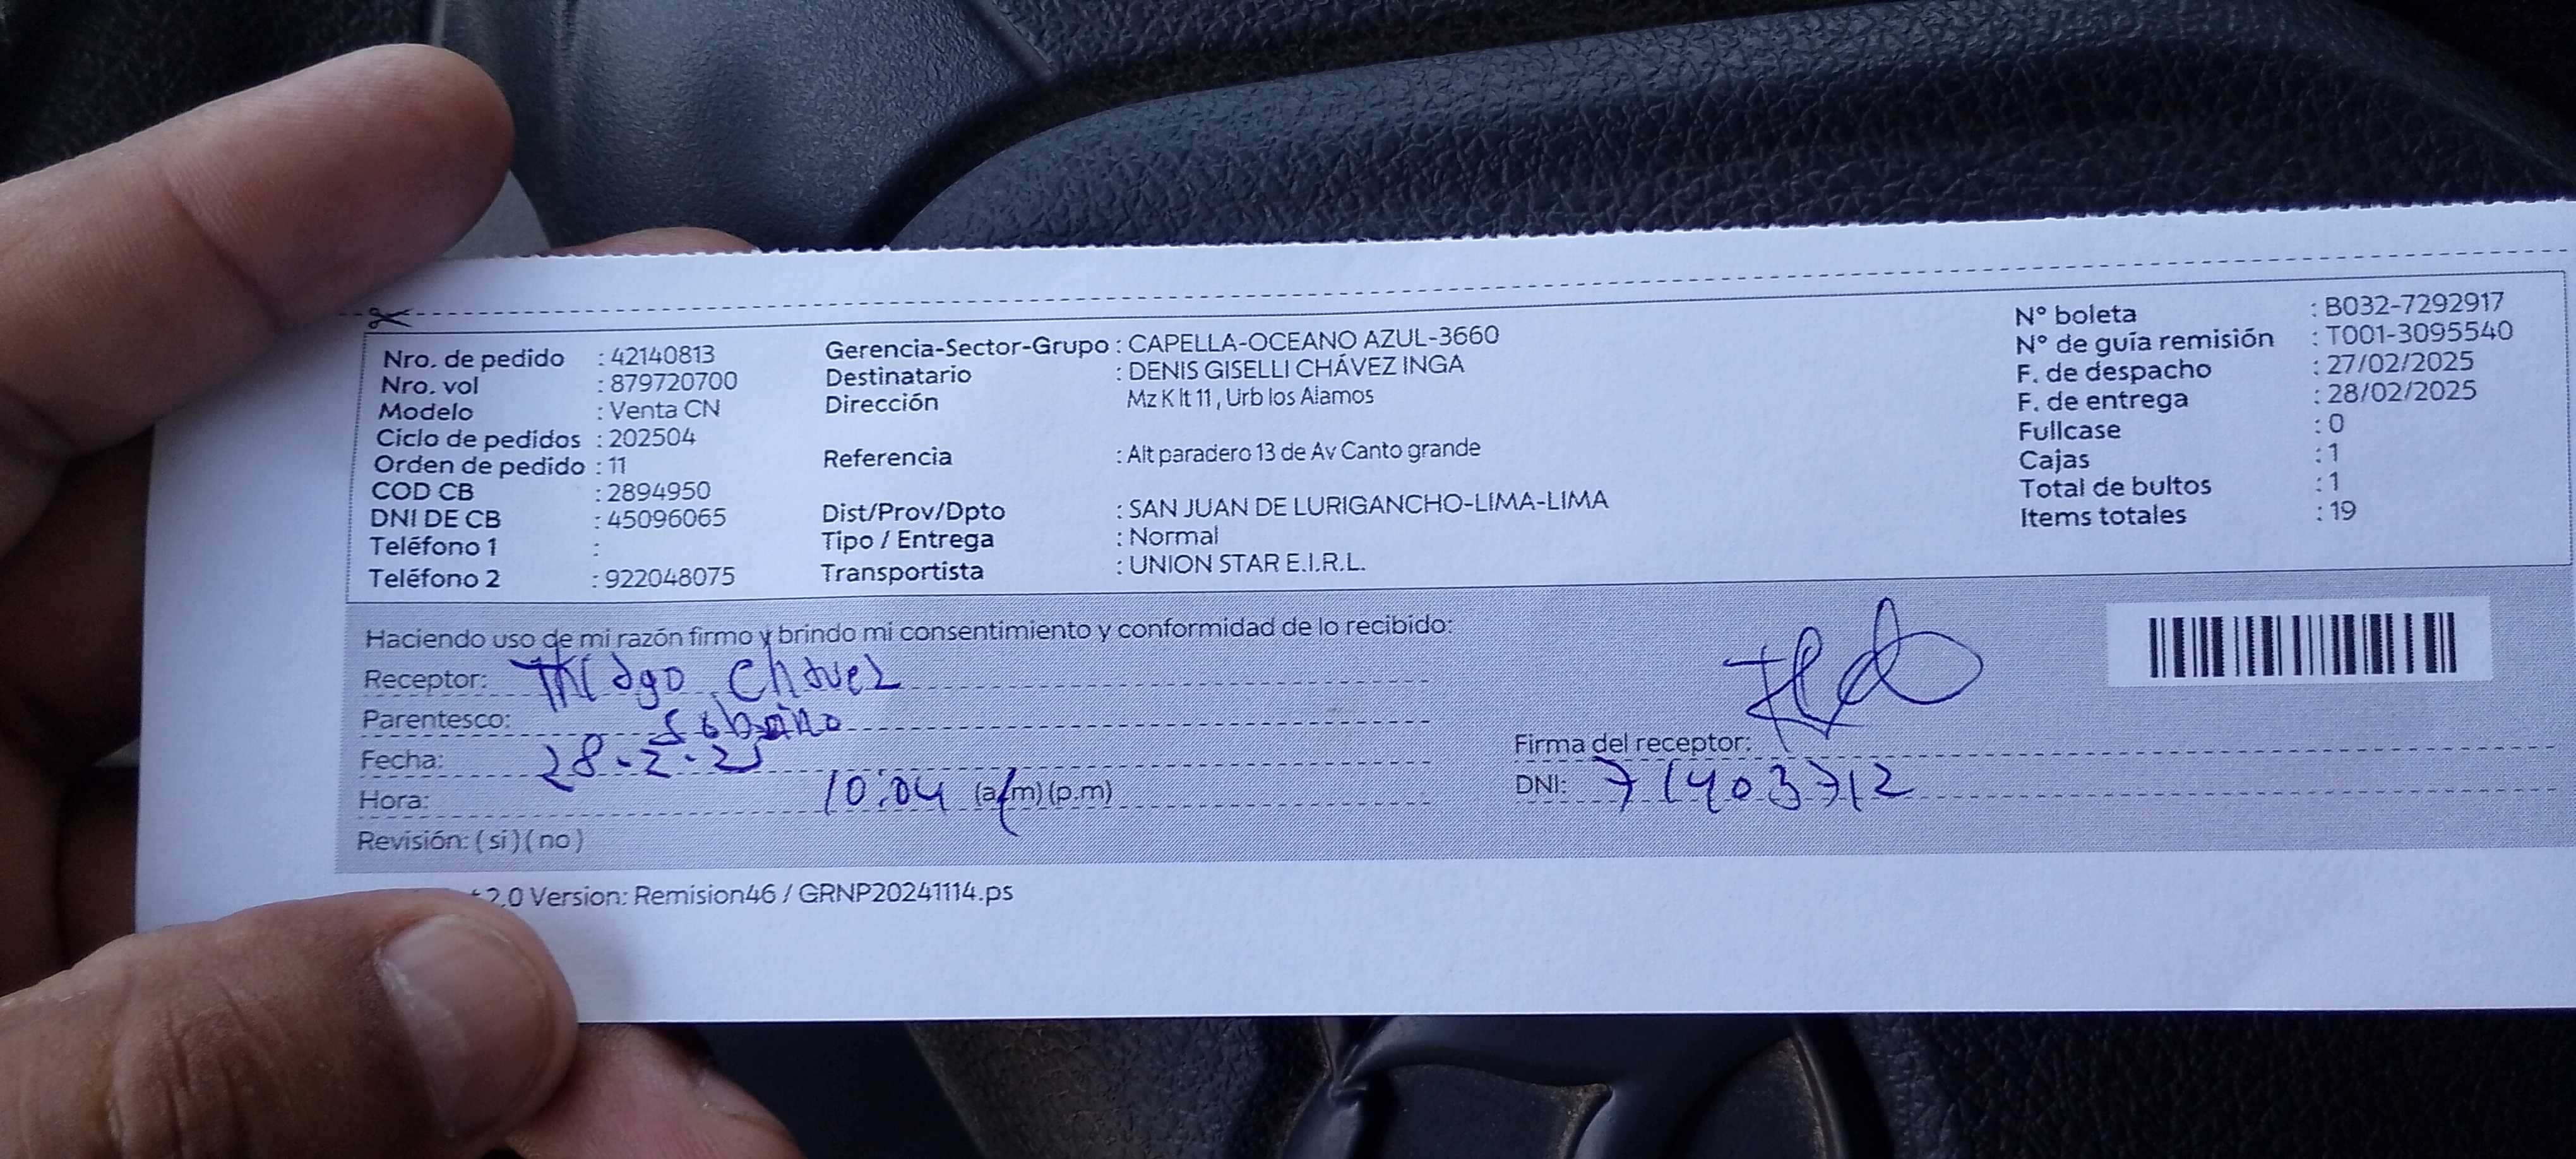 Nro. de pedido : 42140813
Nro. vol : 879720700
Modelo : Venta CN
Ciclo de pedidos : 202504
Orden de pedido : 11
COD CB : 2894950
DNI DE CB : 45096065
Teléfono 1 :
Teléfono 2 : 922048075
Gerencia-Sector-Grupo : CAPELLA-OCEANO AZUL-3660
Destinatario : DENIS GISELLI CHÁVEZ INGA
Dirección Mz K lt 11 , Urb los Alamos
Referencia : Alt paradero 13 de Av Canto grande
Dist/Prov/Dpto : SAN JUAN DE LURIGANCHO-LIMA-LIMA
Tipo / Entrega : Normal
Transportista : UNION STAR E.I.R.L.
N° boleta : B032-7292917
N° de guía remisión : T001-3095540
F. de despacho : 27/02/2025
F. de entrega : 28/02/2025
Fullcase : 0
Cajas : 1
Total de bultos : 1
Items totales : 19
Haciendo uso de mi razón firmo y brindo mi consentimiento y conformidad de lo recibido:
Receptor: Thiago Chavez
Parentesco: Sobrino
Fecha: 28-2-25
Hora: 10:04 (a.m) (p.m)
Revisión: ( si ) ( no )
Firma del receptor:
DNI: 71403712
2.0 Version: Remision46 / GRNP20241114.ps